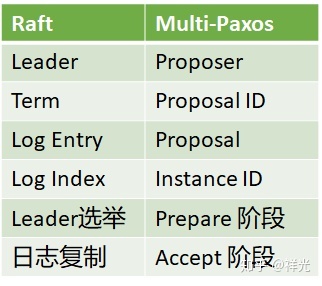 Raft Multi-Paxos
Leader Proposer
Term Proposal ID
Log Entry Proposal
Log Index Instance ID
Leader选举 Prepare 阶段
日志复制 Accept 阶段
知乎 @祥光